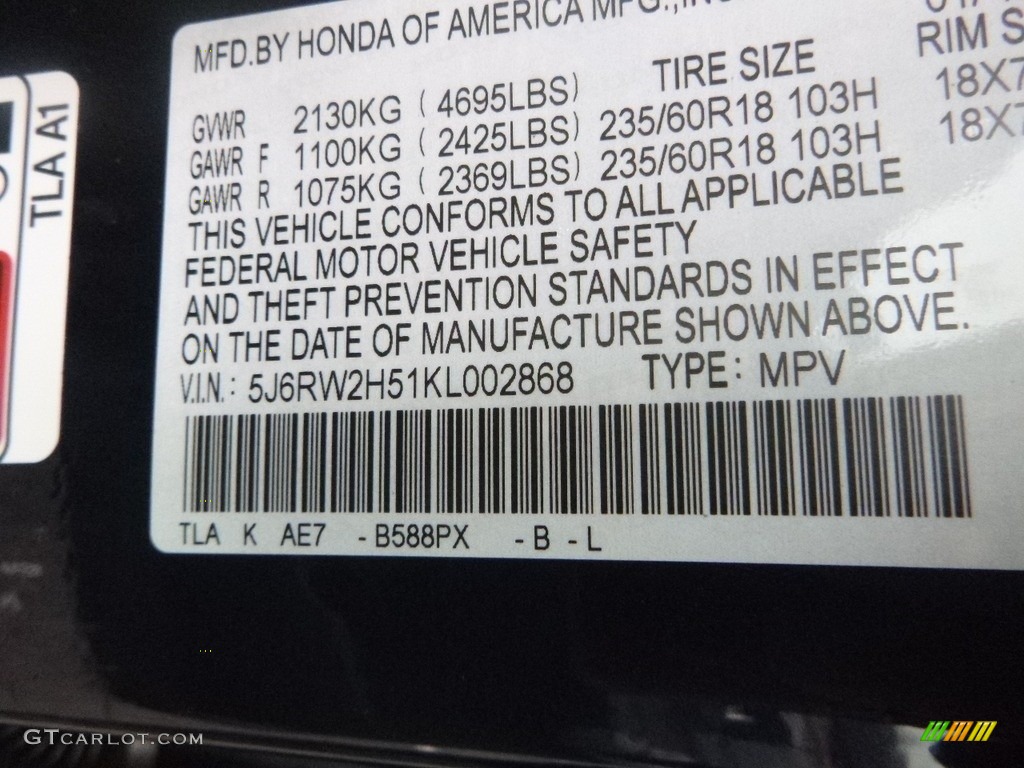 MFD.BY HONDA OF AMERICA MFG.,INC
TIRE SIZE RIM S
GVWR 2130KG ( 4695LBS)
GAWR F 1100KG ( 2425LBS) 235/60R18 103H 18X7
GAWR R 1075KG ( 2369LBS) 235/60R18 103H 18X7
THIS VEHICLE CONFORMS TO ALL APPLICABLE
FEDERAL MOTOR VEHICLE SAFETY
AND THEFT PREVENTION STANDARDS IN EFFECT
ON THE DATE OF MANUFACTURE SHOWN ABOVE.
V.I.N.: 5J6RW2H51KL002868 TYPE: MPV
TLA K AE7 -B588PX -B -L
TLA A1
GTCARLOT.COM